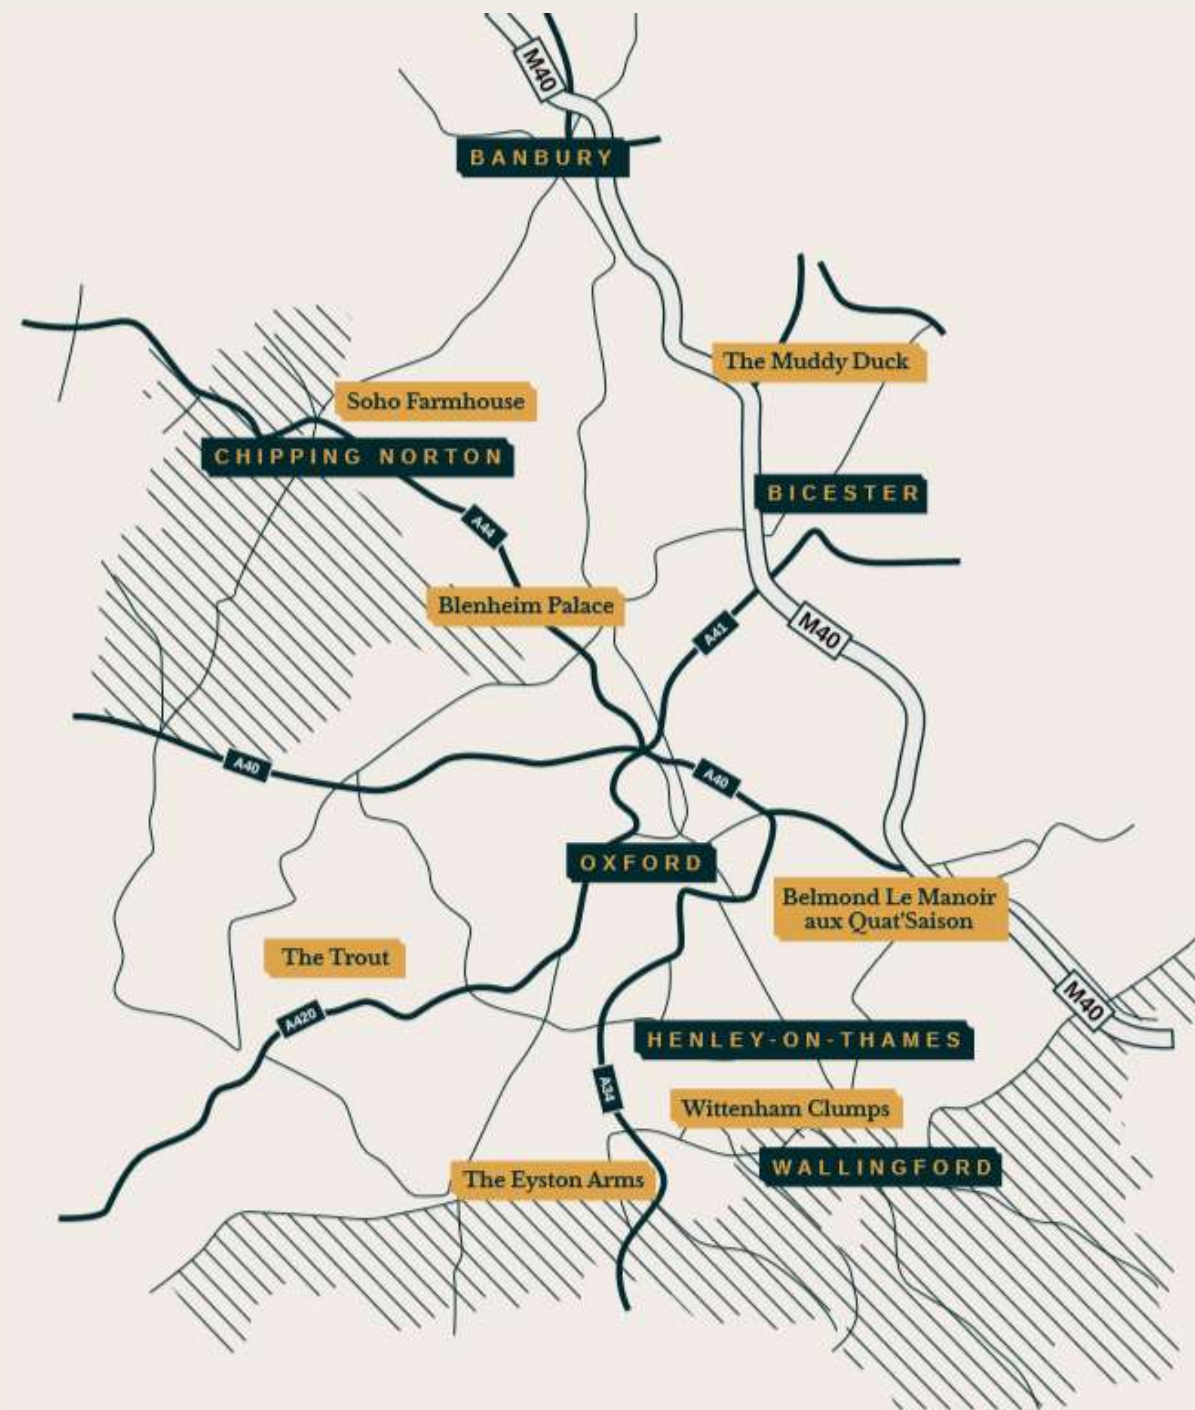 M40
BANBURY
The Muddy Duck
Soho Farmhouse
CHIPPING NORTON
BICESTER
A44
Blenheim Palace
A41
M40
A40
A40
OXFORD
Belmond Le Manoir
aux Quat'Saison
The Trout
A420
M40
HENLEY-ON-THAMES
A34
Wittenham Clumps
WALLINGFORD
The Eyston Arms